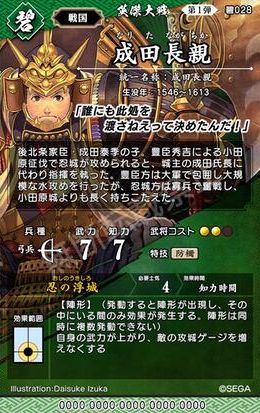 碧
戦国
英傑大戦
第1弾
碧028
なりた ながちか
成田長親
統一名称:成田長親
生没年・1546~1613
「誰にも此処を
渡さねえって決めたんだ!」
後北条家臣・成田泰季の子。豊臣秀吉による小田
原征伐で忍城が攻められると、城主の成田氏長に
代わり指揮を執った。豊臣方は大軍で包囲し大規
模な水攻めを行ったが、忍城方は寡兵で奮戦し、
小田原城よりも長く持ちこたえた。
兵種 武力 知力 武将コスト
弓兵 7 7 特技 防柵
おしのうきしろ
忍の浮城
必要士気 4
効果時間 知力時間
効果範囲
【陣形】(発動すると陣形が出現し、その
中にいる間のみ効果が発生する。陣形は同
時に複数発動できない)
自身の武力が上がり、敵の攻城ゲージを増え
なくする
Illustration:Daisuke Izuka
©SEGA
0000-0000-0000-0000-0000